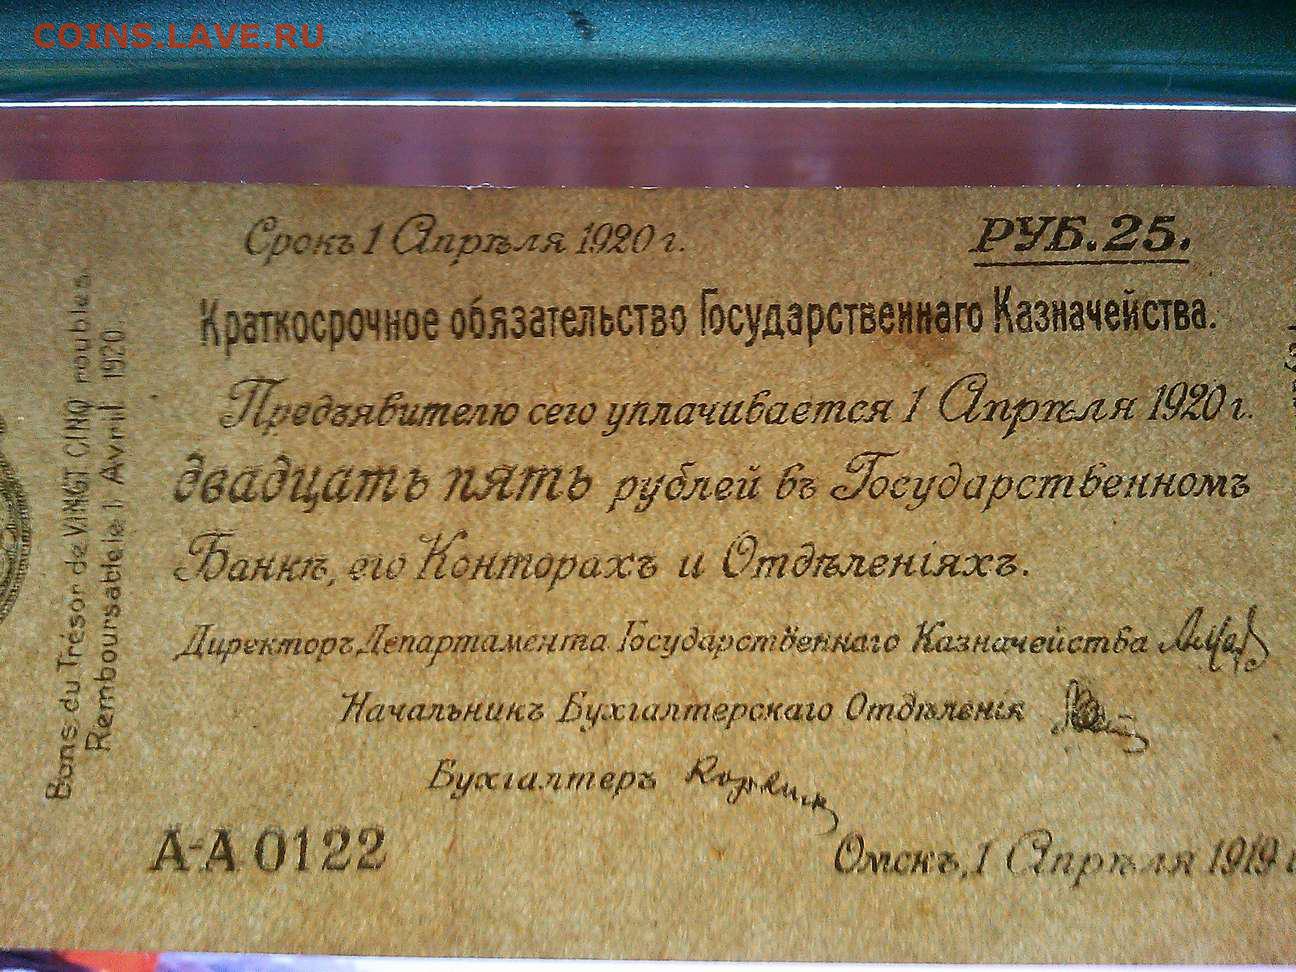 COINS.LAVE.RU
Срокъ 1 Апрѣля 1920 г.
РУБ. 25.
Краткосрочное обязательство Государственнаго Казначейства.
Предъявителю сего уплачивается 1 Апрѣля 1920 г.
двадцать пять рублей въ Государственномъ
Банкѣ, его Конторахъ и Отдѣленіяхъ.
Директоръ Департамента Государственнаго Казначейства
Начальникъ Бухгалтерскаго Отдѣленія
Бухгалтеръ
А-А 0122
Омскъ, 1 Апрѣля 1919
Bons du Trésor de VINGT CINQ roubles.
Remboursable le 1 Avril 1920.